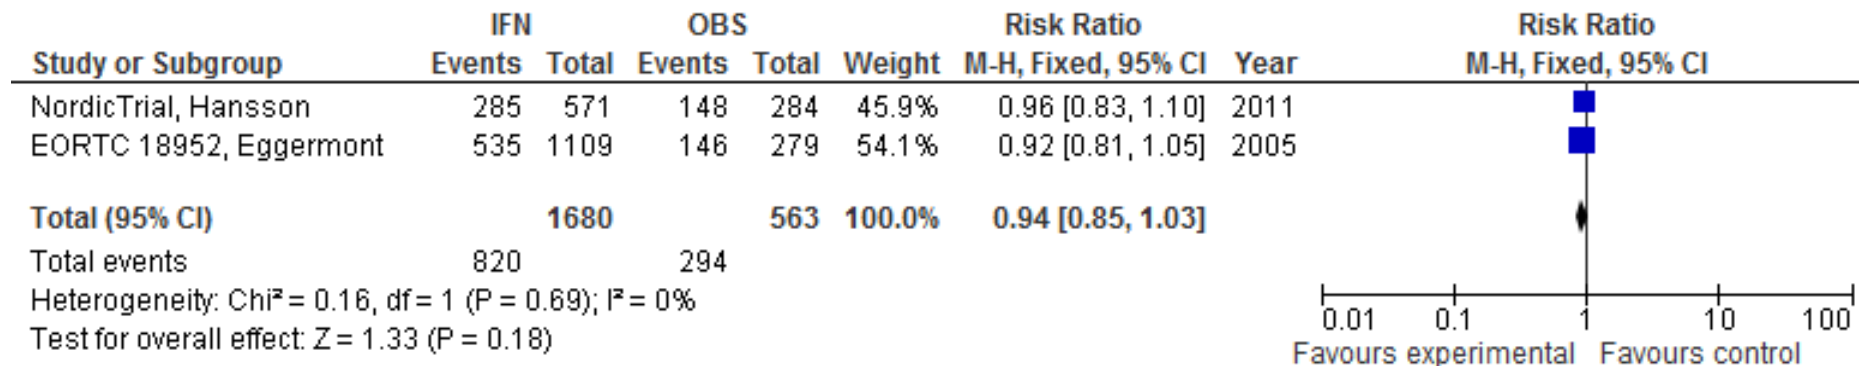 IFN OBS Risk Ratio Risk Ratio
Study or Subgroup Events Total Events Total Weight M-H, Fixed, 95% CI Year M-H, Fixed, 95% CI
NordicTrial, Hansson 285 571 148 284 45.9% 0.96 [0.83, 1.10] 2011
EORTC 18952, Eggermont 535 1109 146 279 54.1% 0.92 [0.81, 1.05] 2005
Total (95% CI) 1680 563 100.0% 0.94 [0.85, 1.03]
Total events 820 294
Heterogeneity: Chi² = 0.16, df = 1 (P = 0.69); I² = 0%
Test for overall effect: Z = 1.33 (P = 0.18)
0.01 0.1 1 10 100
Favours experimental Favours control